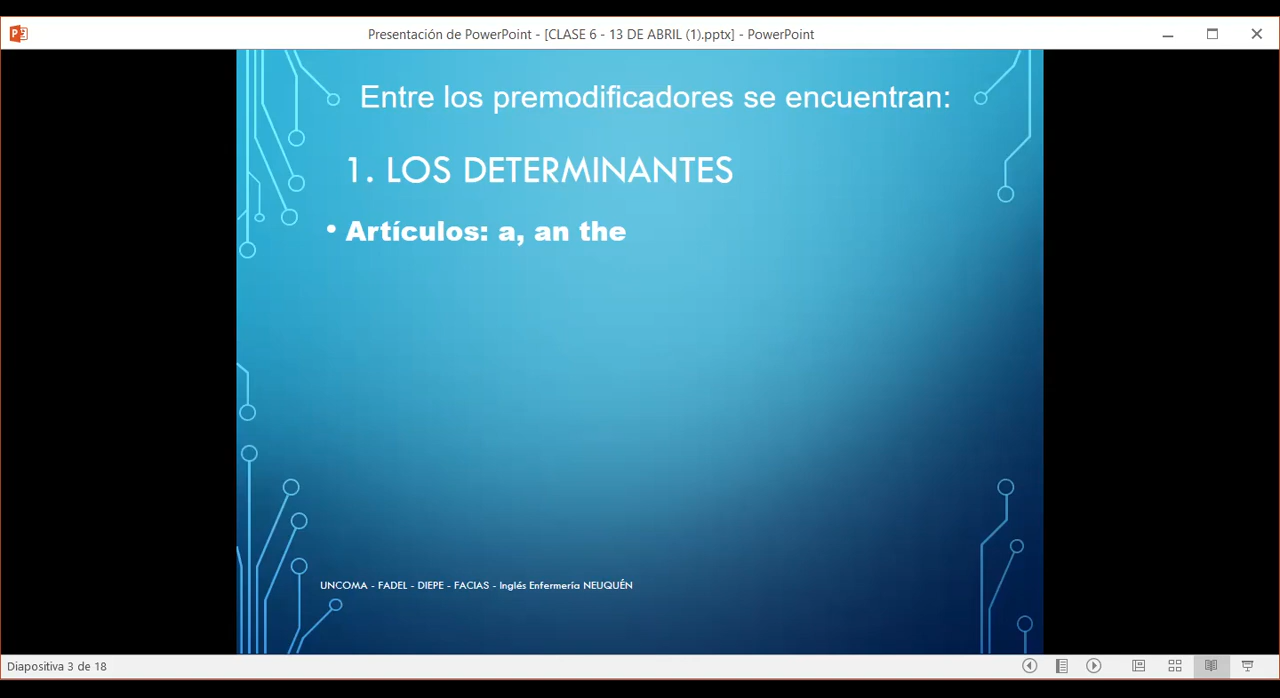 Presentación de PowerPoint - [CLASE 6 - 13 DE ABRIL (1).pptx] - PowerPoint
Entre los premodificadores se encuentran:
1. LOS DETERMINANTES
• Artículos: a, an the
UNCOMA - FADEL - DIEPE - FACIAS - Inglés Enfermería NEUQUÉN
Diapositiva 3 de 18